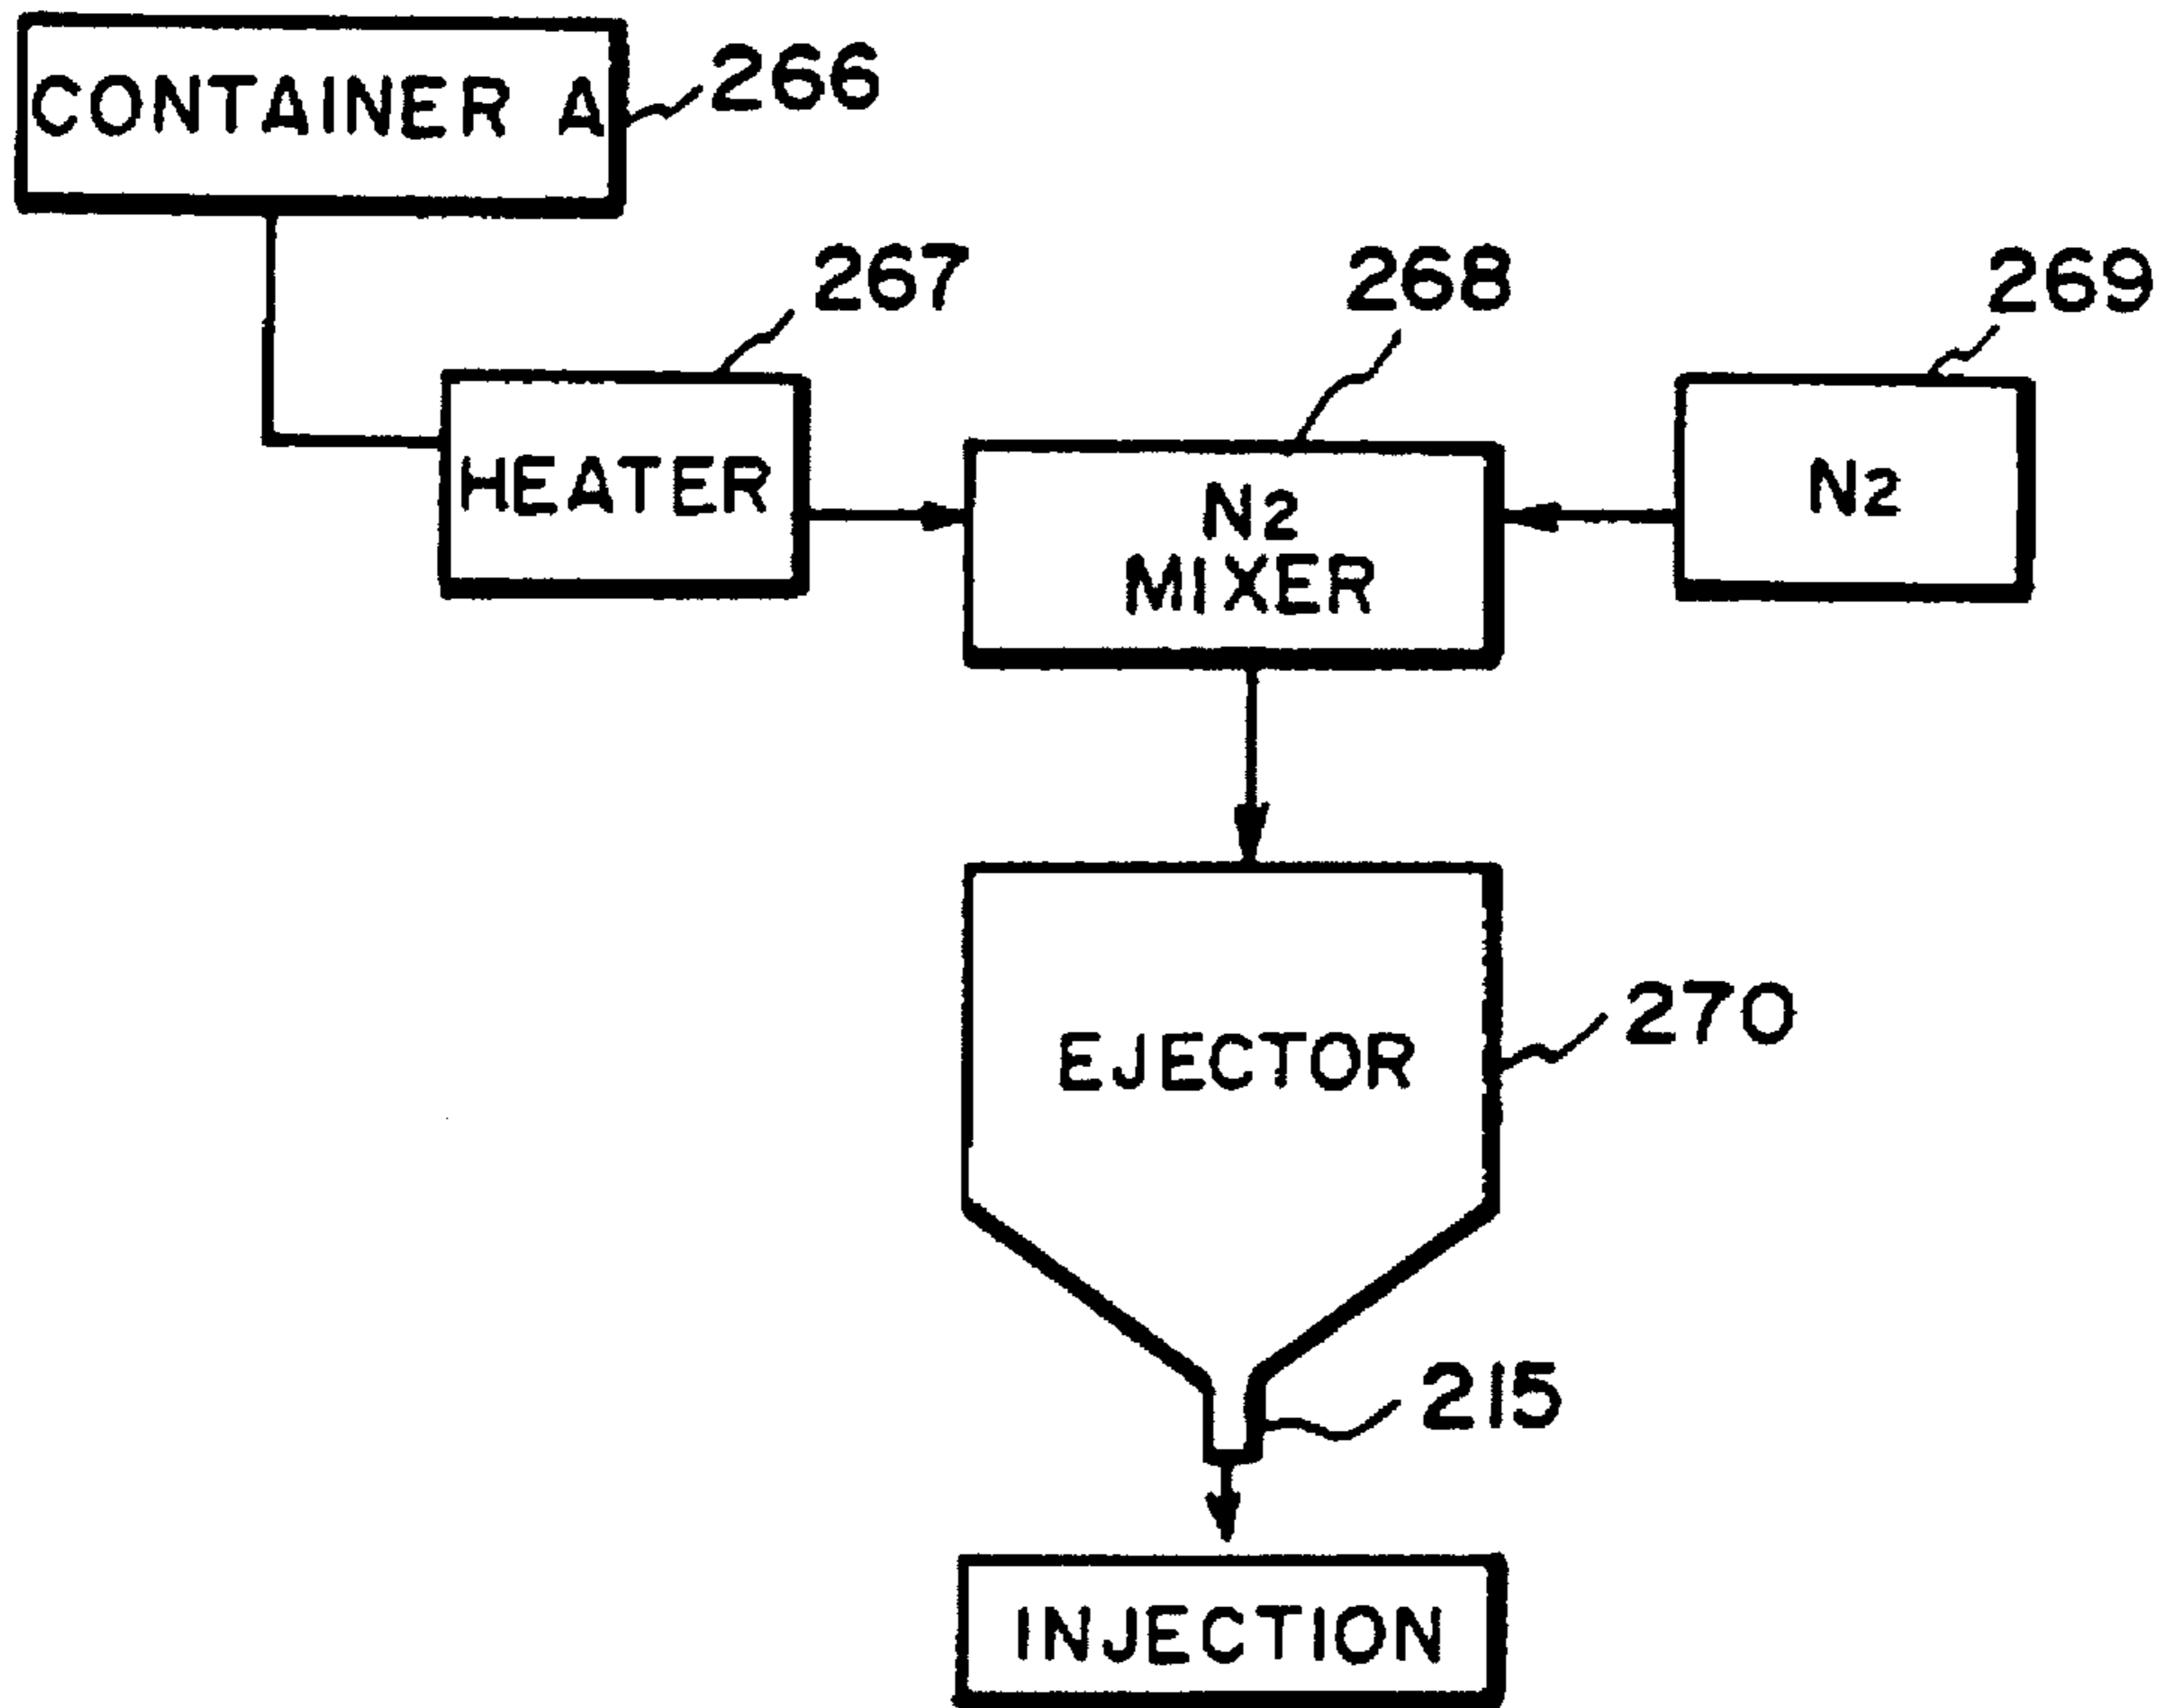 CONTAINER A
266
267
268
269
HEATER
N2
MIXER
N2
EJECTOR
270
215
INJECTION